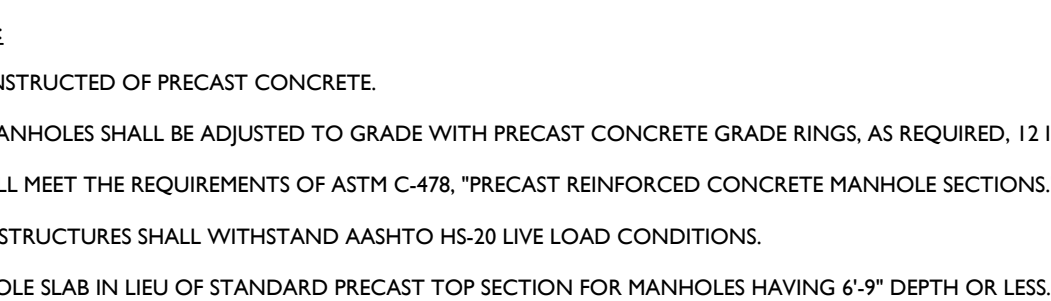 NSTRUCTED OF PRECAST CONCRETE.
ANHOLES SHALL BE ADJUSTED TO GRADE WITH PRECAST CONCRETE GRADE RINGS, AS REQUIRED, 12
LL MEET THE REQUIREMENTS OF ASTM C-478, "PRECAST REINFORCED CONCRETE MANHOLE SECTIONS.
STRUCTURES SHALL WITHSTAND AASHTO HS-20 LIVE LOAD CONDITIONS.
OLE SLAB IN LIEU OF STANDARD PRECAST TOP SECTION FOR MANHOLES HAVING 6'-9" DEPTH OR LESS.